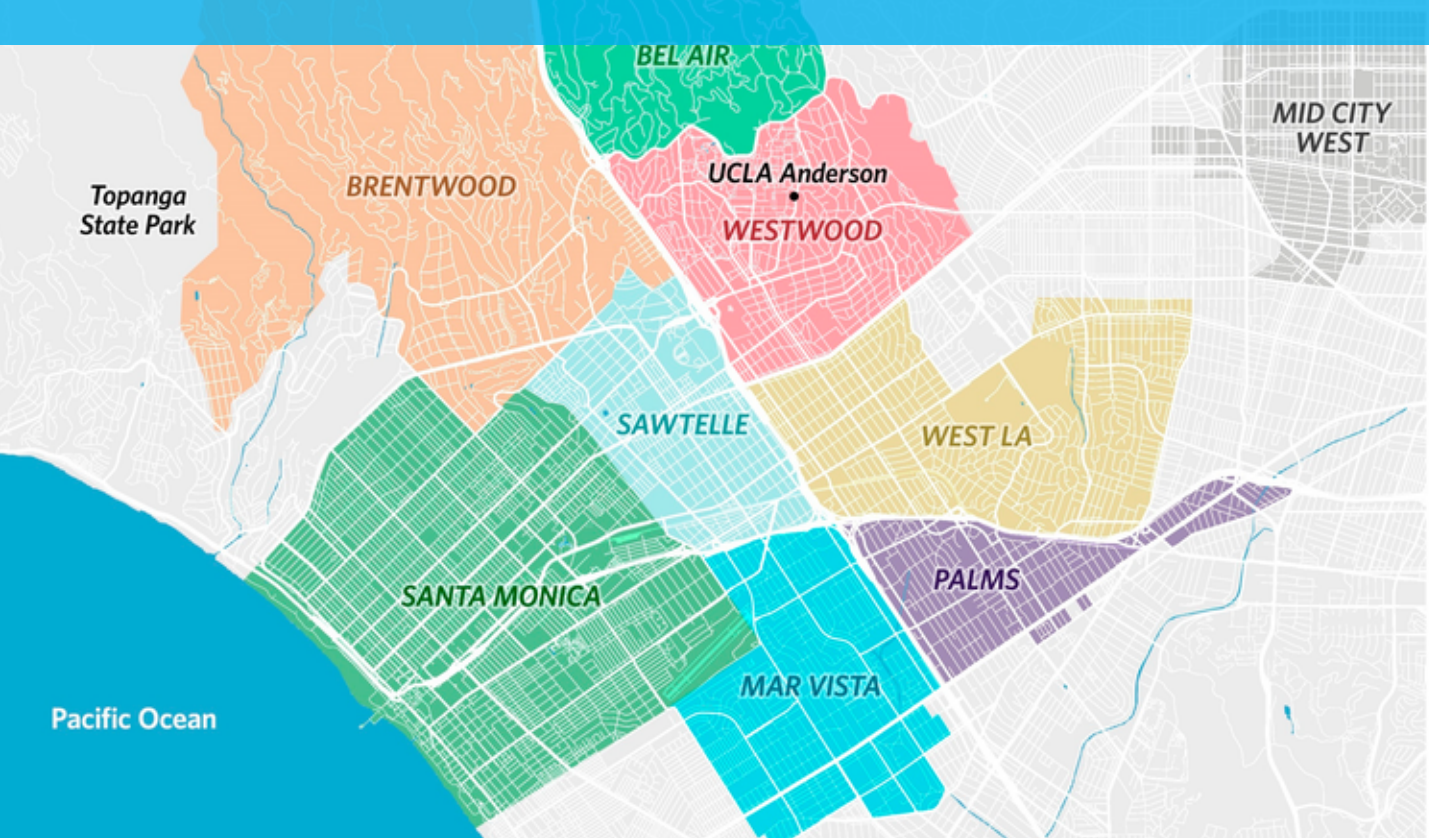 BEL AIR
MID CITY
WEST
UCLA Anderson
BRENTWOOD
Topanga
State Park
WESTWOOD
SAWTELLE
WEST LA
PALMS
SANTA MONICA
MAR VISTA
Pacific Ocean